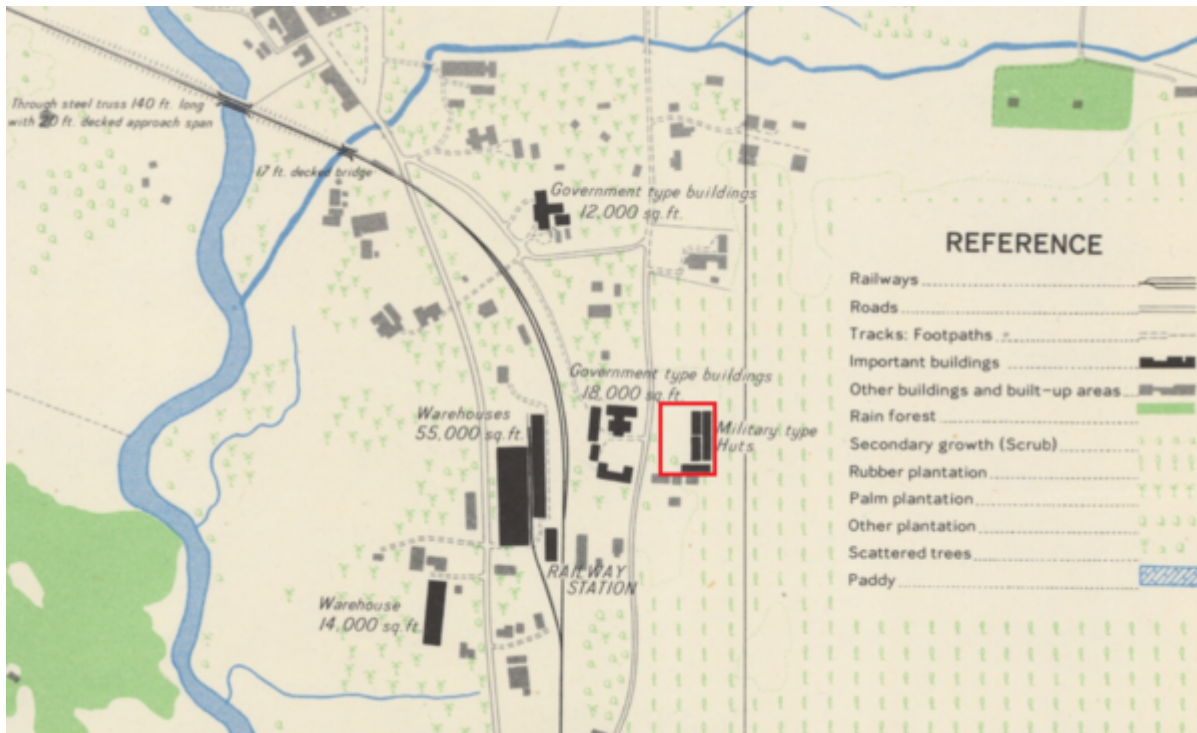 Through steel truss 140 ft. long
with 20 ft. decked approach span
17 ft. decked bridge
Government type buildings
12,000 sq. ft.
Government type buildings
18,000 sq. ft.
Warehouses
55,000 sq. ft.
Military type
Huts
RAILWAY
STATION
Warehouse
14,000 sq. ft.
REFERENCE
Railways
Roads
Tracks: Footpaths
Important buildings
Other buildings and built-up areas
Rain forest
Secondary growth (Scrub)
Rubber plantation
Palm plantation
Other plantation
Scattered trees
Paddy